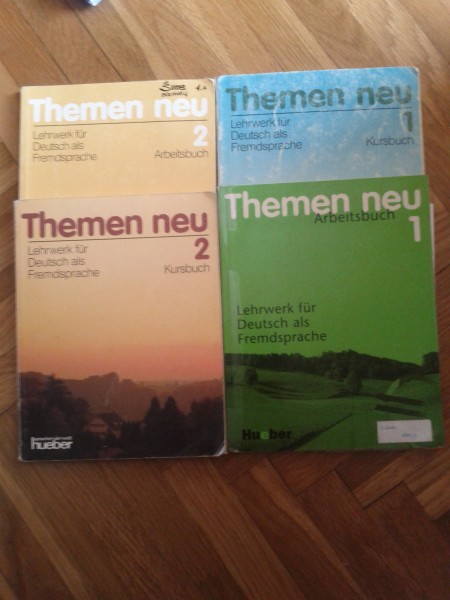 Themen neu
2
Lehrwerk für
Deutsch als
Fremdsprache
Arbeitsbuch
Themen neu
1
Lehrwerk für
Deutsch als
Fremdsprache
Kursbuch
Themen neu
2
Lehrwerk für
Deutsch als
Fremdsprache
Kursbuch
hueber
Themen neu
Arbeitsbuch
1
Lehrwerk für
Deutsch als
Fremdsprache
Hueber